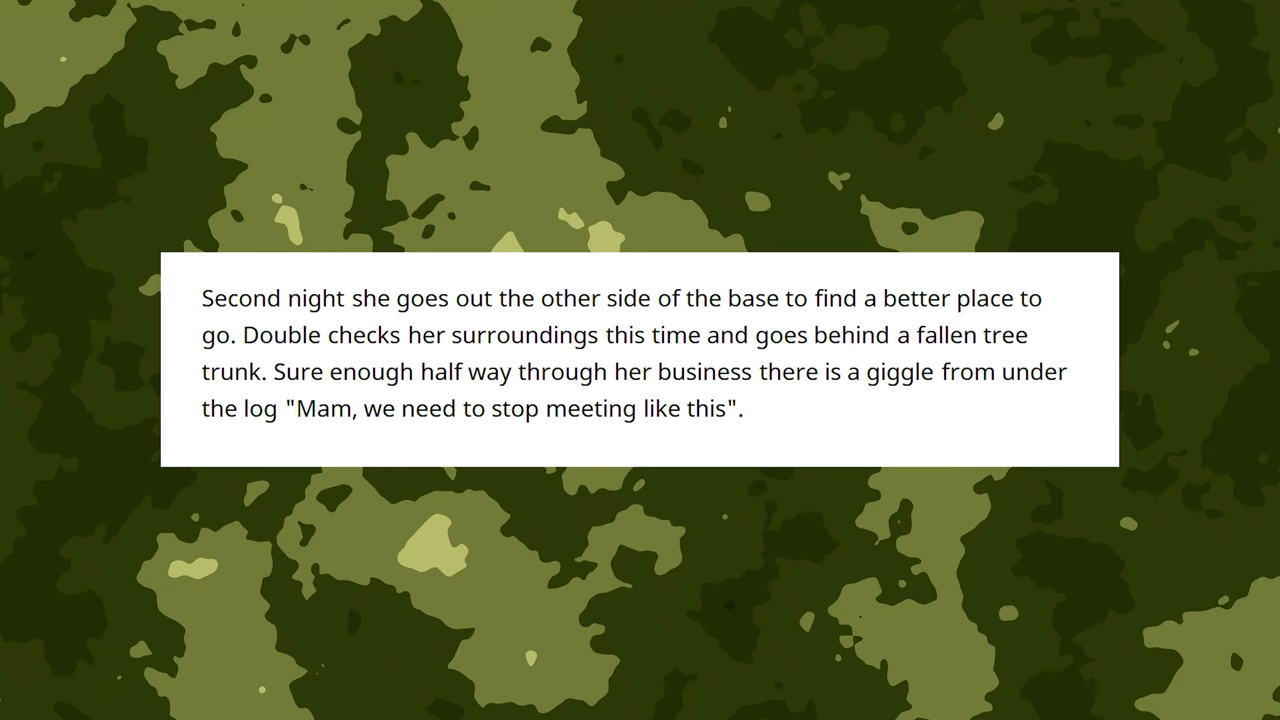 Second night she goes out the other side of the base to find a better place to
go. Double checks her surroundings this time and goes behind a fallen tree
trunk. Sure enough half way through her business there is a giggle from under
the log "Mam, we need to stop meeting like this".